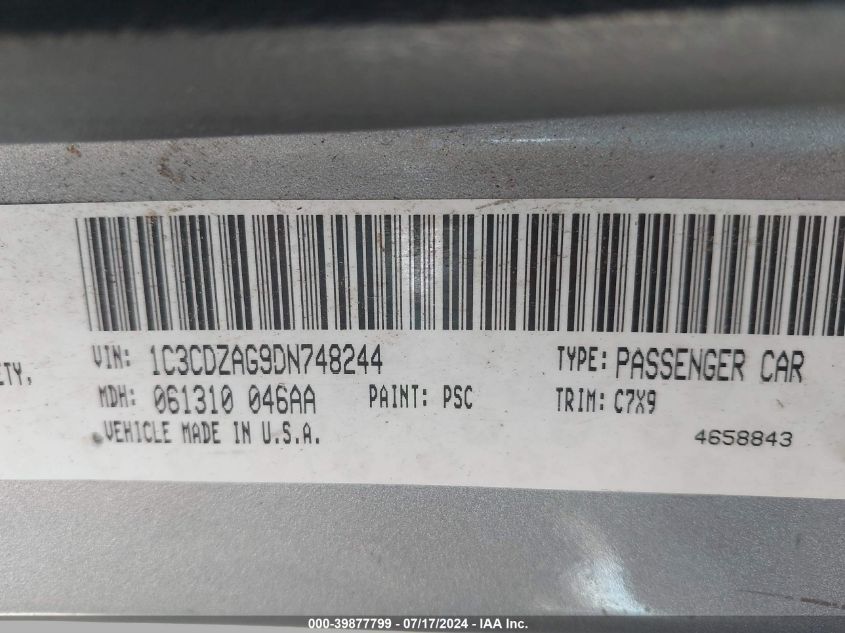 VIN: 1C3CDZAG9DN748244 TYPE: PASSENGER CAR
ETY,
MDH: 061310 046AA PAINT: PSC TRIM: C7X9
VEHICLE MADE IN U.S.A. 4658843
000-39877799 - 07/17/2024 - IAA Inc.